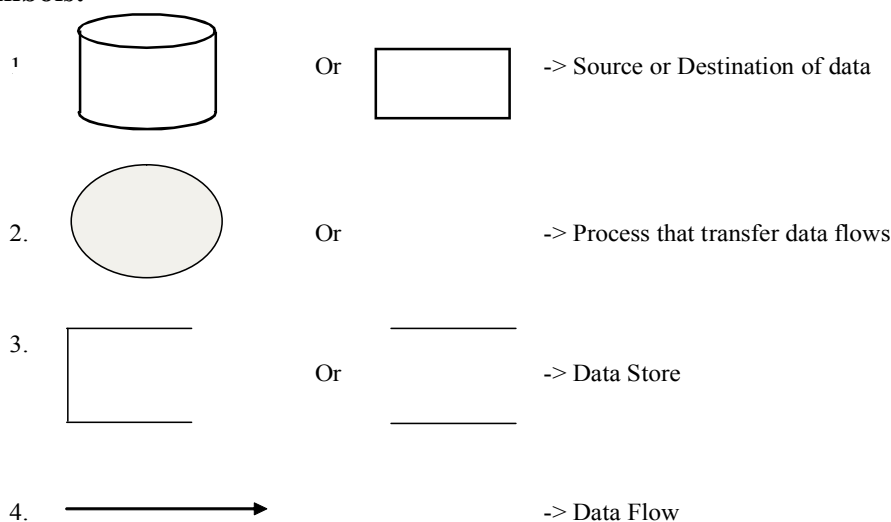 1 Or -> Source or Destination of data
2. Or -> Process that transfer data flows
3.
Or -> Data Store
4. -> Data Flow